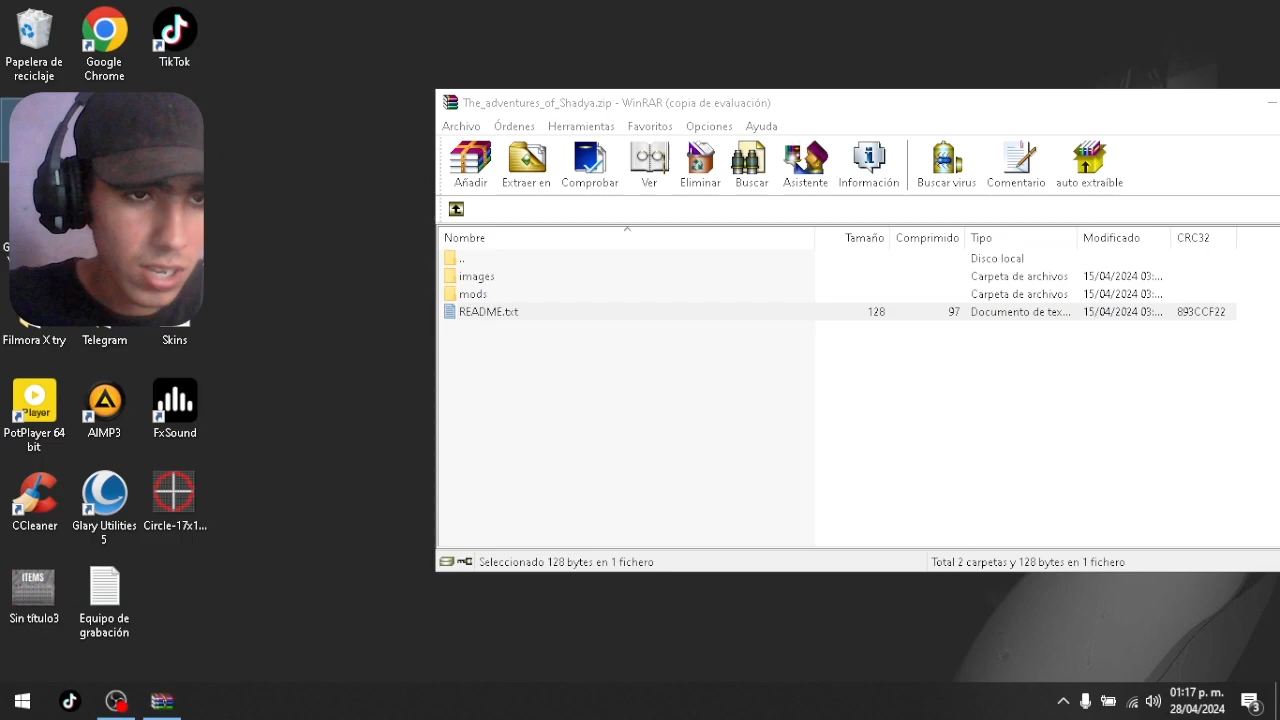 Papelera de
reciclaje
Google
Chrome
TikTok
The_adventures_of_Shadya.zip - WinRAR (copia de evaluación)
Archivo Órdenes Herramientas Favoritos Opciones Ayuda
Añadir Extraer en Comprobar Ver Eliminar Buscar Asistente Información Buscar virus Comentario auto extraíble
Nombre Tamaño Comprimido Tipo Modificado CRC32
.. Disco local
images Carpeta de archivos 15/04/2024 03:...
mods Carpeta de archivos 15/04/2024 03:...
README.txt 128 97 Documento de tex... 15/04/2024 03:... 893CCF22
Filmora X try
Telegram
Skins
Player
PotPlayer 64
bit
AIMP3
FxSound
CCleaner
Glary Utilities
5
Circle-17x1...
ITEMS
Sin título3
Equipo de
grabación
Seleccionado 128 bytes en 1 fichero
Total 2 carpetas y 128 bytes en 1 fichero
01:17 p. m.
28/04/2024
3